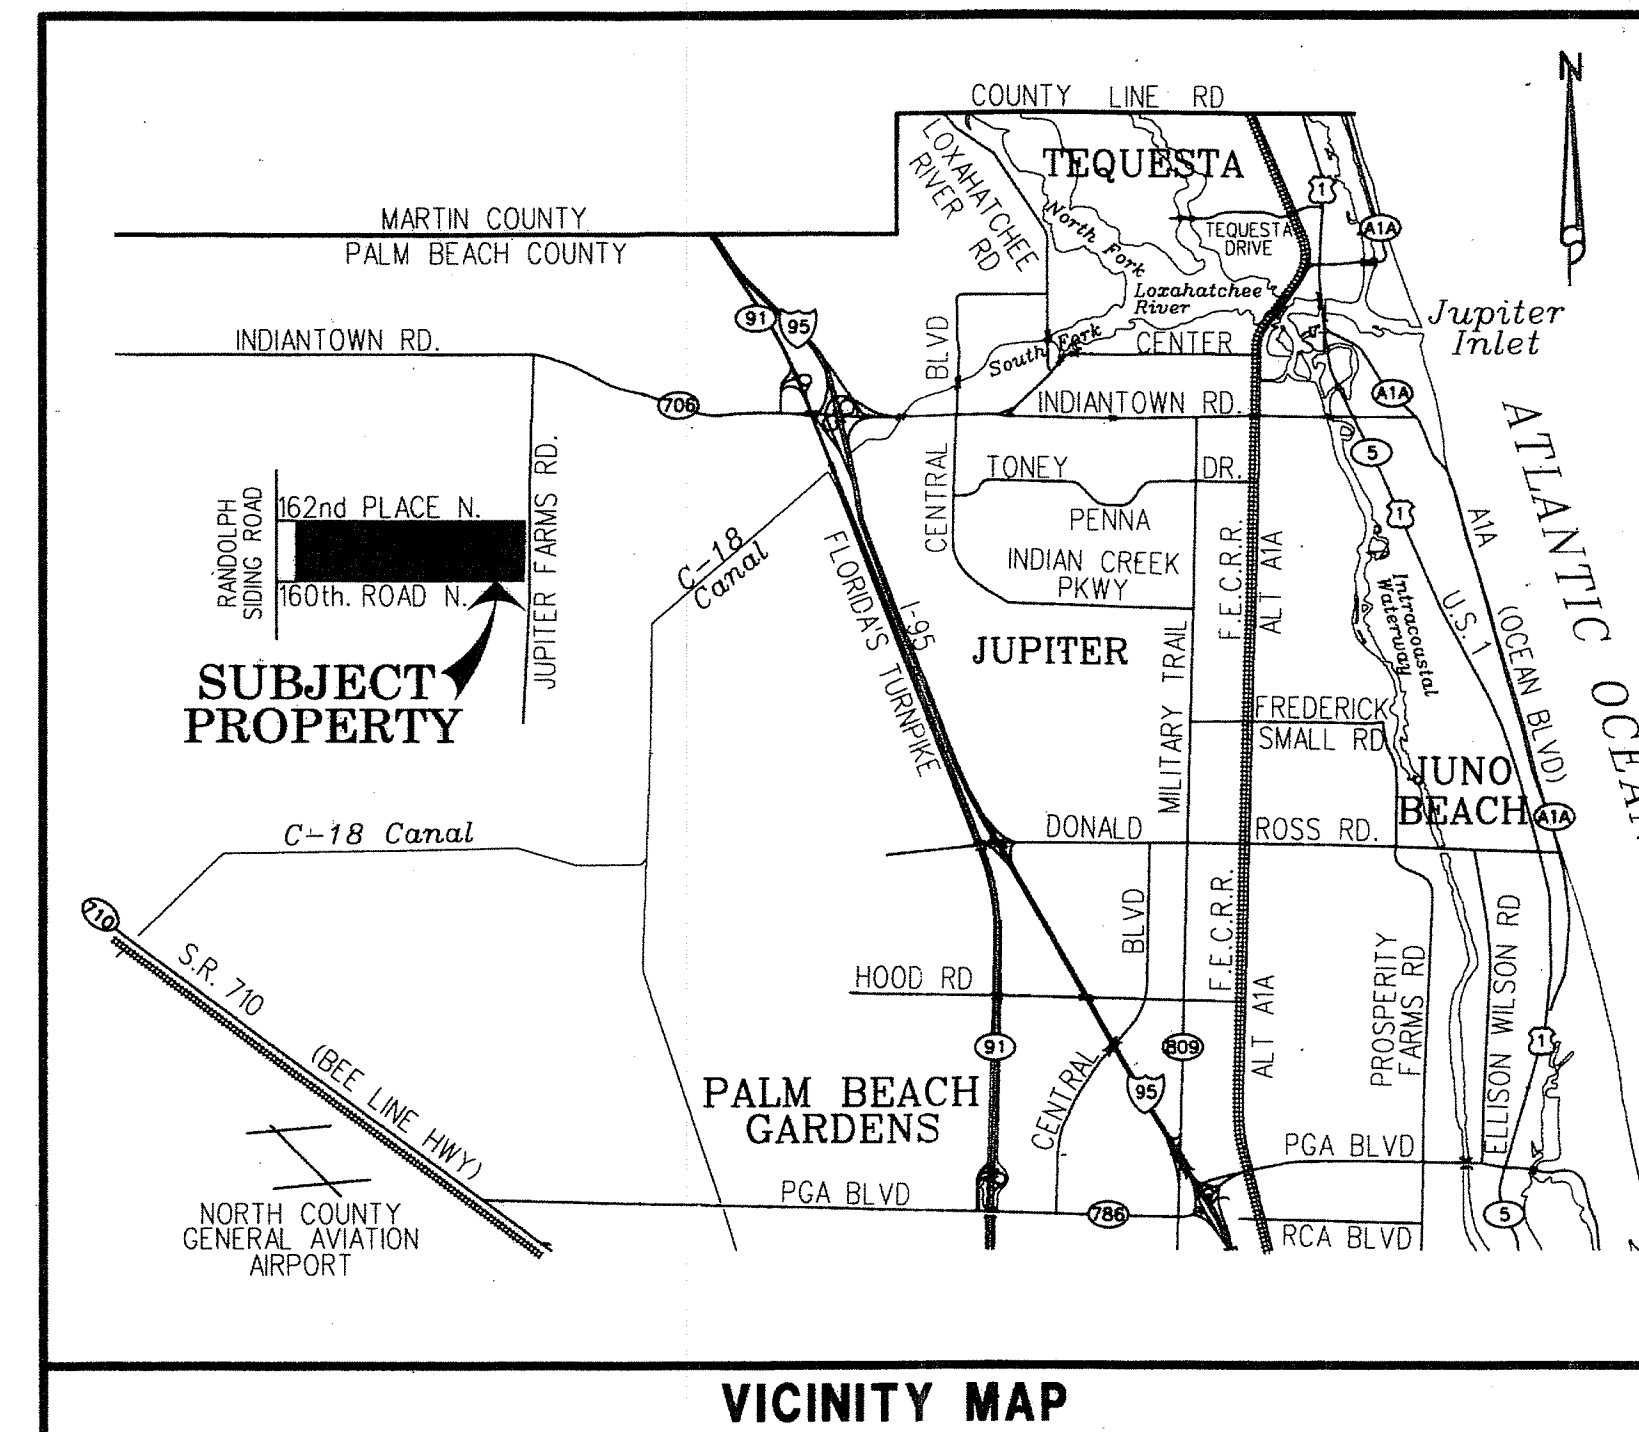 N
COUNTY LINE RD
LOXAHATCHEE
RIVER
RD
TEQUESTA
1
MARTIN COUNTY
PALM BEACH COUNTY
North Fork
TEQUESTA
DRIVE
A1A
Loxahatchee
River
91
95
Jupiter
Inlet
INDIANTOWN RD.
BLVD
South Fork
CENTER
706
INDIANTOWN RD.
A1A
ATLANTIC OCEAN
5
CENTRAL
TONEY
DR.
PENNA
RANDOLPH
SIDING ROAD
162nd PLACE N.
160th. ROAD N.
JUPITER FARMS RD.
1
A1A
C-18
Canal
FLORIDA'S TURNPIKE
I-95
INDIAN CREEK
PKWY
F.E.C.R.R.
ALT A1A
Intracoastal
Waterway
U.S. 1
(OCEAN BLVD)
JUPITER
MILITARY TRAIL
SUBJECT
PROPERTY
FREDERICK
SMALL RD
JUNO
BEACH
A1A
C-18 Canal
DONALD
ROSS RD.
710
S.R. 710
(BEE LINE HWY)
BLVD
F.E.C.R.R.
ALT A1A
PROSPERITY
FARMS RD
ELLISON WILSON RD
HOOD RD
91
809
1
CENTRAL
95
PALM BEACH
GARDENS
PGA BLVD
PGA BLVD
786
5
RCA BLVD
NORTH COUNTY
GENERAL AVIATION
AIRPORT
VICINITY MAP